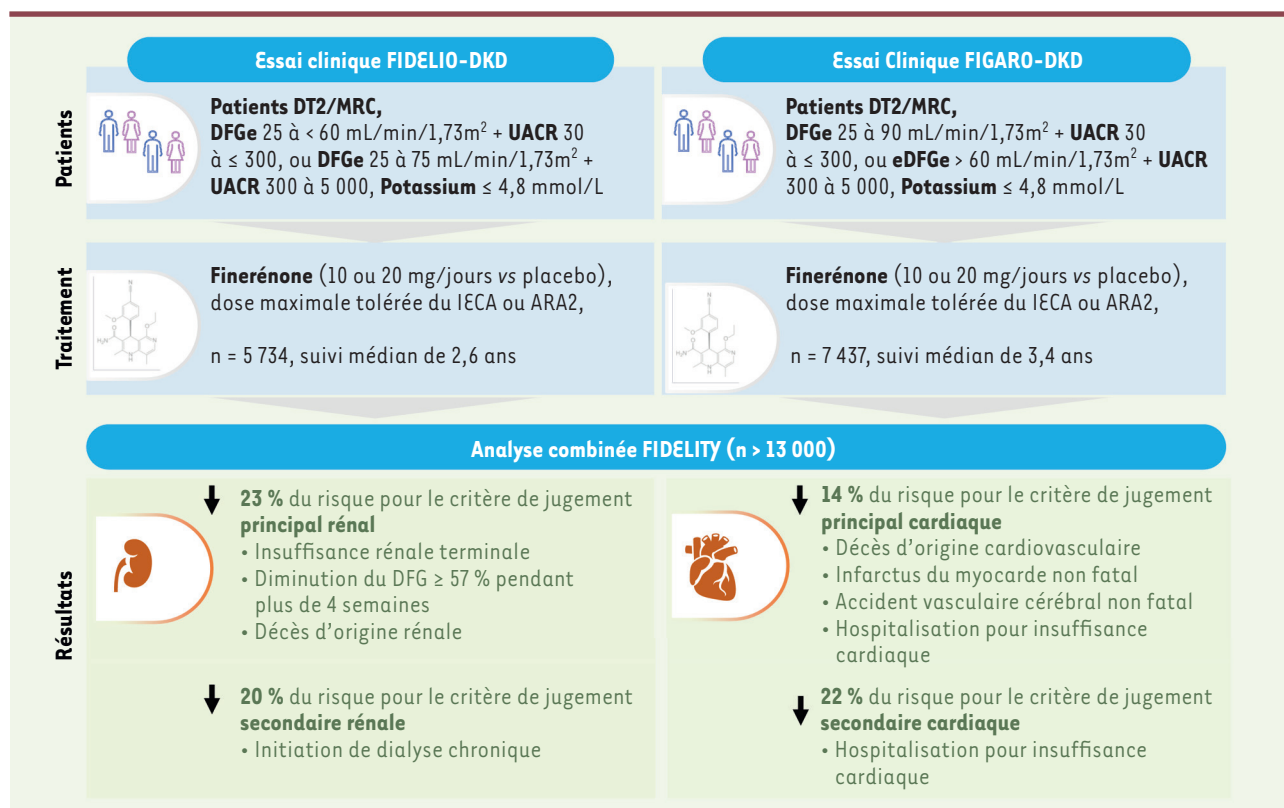 Essai clinique FIDELIO-DKD
Patients
Patients DT2/MRC,
DFGe 25 à < 60 mL/min/1,73m² + UACR 30
à ≤ 300, ou DFGe 25 à 75 mL/min/1,73m² +
UACR 300 à 5 000, Potassium ≤ 4,8 mmol/L
Essai Clinique FIGARO-DKD
Patients DT2/MRC,
DFGe 25 à 90 mL/min/1,73m² + UACR 30
à ≤ 300, ou eDFGe > 60 mL/min/1,73m² + UACR
300 à 5 000, Potassium ≤ 4,8 mmol/L
Traitement
Finerénone (10 ou 20 mg/jours vs placebo),
dose maximale tolérée du IECA ou ARA2,
n = 5 734, suivi médian de 2,6 ans
Finerénone (10 ou 20 mg/jours vs placebo),
dose maximale tolérée du IECA ou ARA2,
n = 7 437, suivi médian de 3,4 ans
Analyse combinée FIDELITY (n > 13 000)
Résultats
23 % du risque pour le critère de jugement
principal rénal
• Insuffisance rénale terminale
• Diminution du DFG ≥ 57 % pendant
plus de 4 semaines
• Décès d'origine rénale
14 % du risque pour le critère de jugement
principal cardiaque
• Décès d'origine cardiovasculaire
• Infarctus du myocarde non fatal
• Accident vasculaire cérébral non fatal
• Hospitalisation pour insuffisance
cardiaque
20 % du risque pour le critère de jugement
secondaire rénale
• Initiation de dialyse chronique
22 % du risque pour le critère de jugement
secondaire cardiaque
• Hospitalisation pour insuffisance
cardiaque